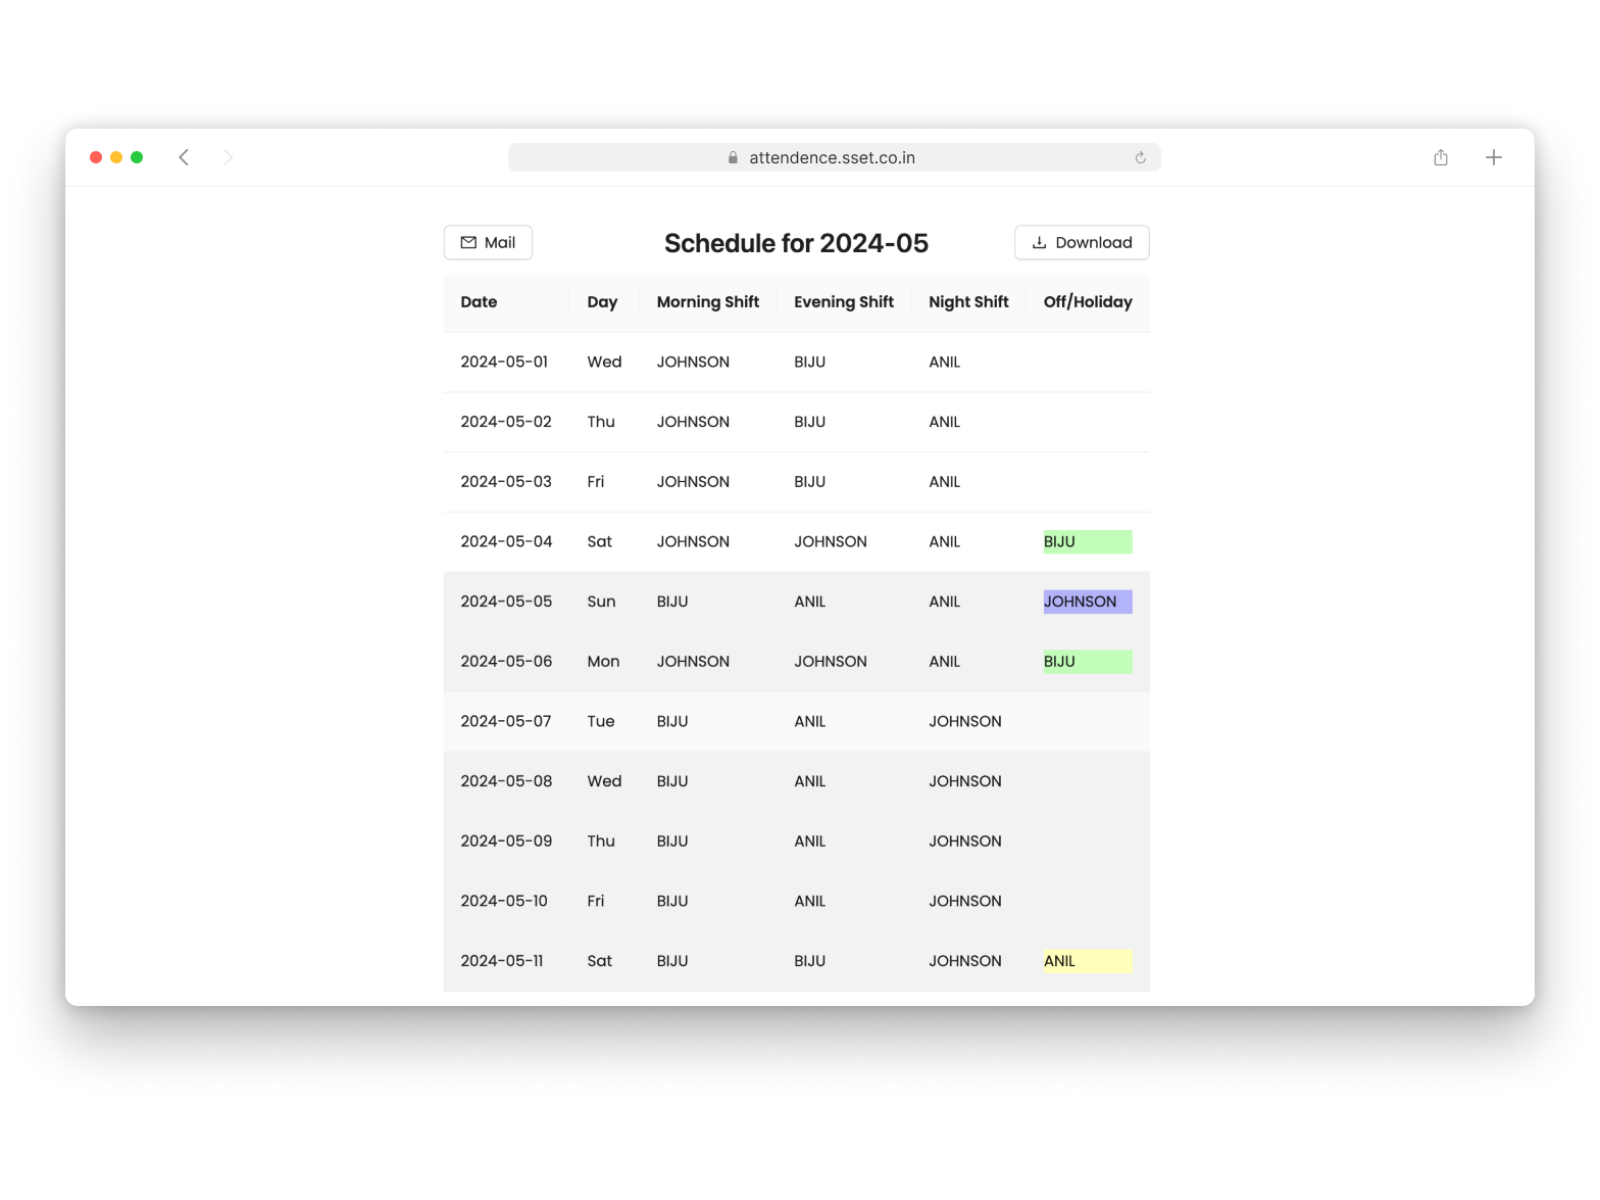 attendence.sset.co.in
Mail Schedule for 2024-05 Download
Date Day Morning Shift Evening Shift Night Shift Off/Holiday
2024-05-01 Wed JOHNSON BIJU ANIL
2024-05-02 Thu JOHNSON BIJU ANIL
2024-05-03 Fri JOHNSON BIJU ANIL
2024-05-04 Sat JOHNSON JOHNSON ANIL BIJU
2024-05-05 Sun BIJU ANIL ANIL JOHNSON
2024-05-06 Mon JOHNSON JOHNSON ANIL BIJU
2024-05-07 Tue BIJU ANIL JOHNSON
2024-05-08 Wed BIJU ANIL JOHNSON
2024-05-09 Thu BIJU ANIL JOHNSON
2024-05-10 Fri BIJU ANIL JOHNSON
2024-05-11 Sat BIJU BIJU JOHNSON ANIL